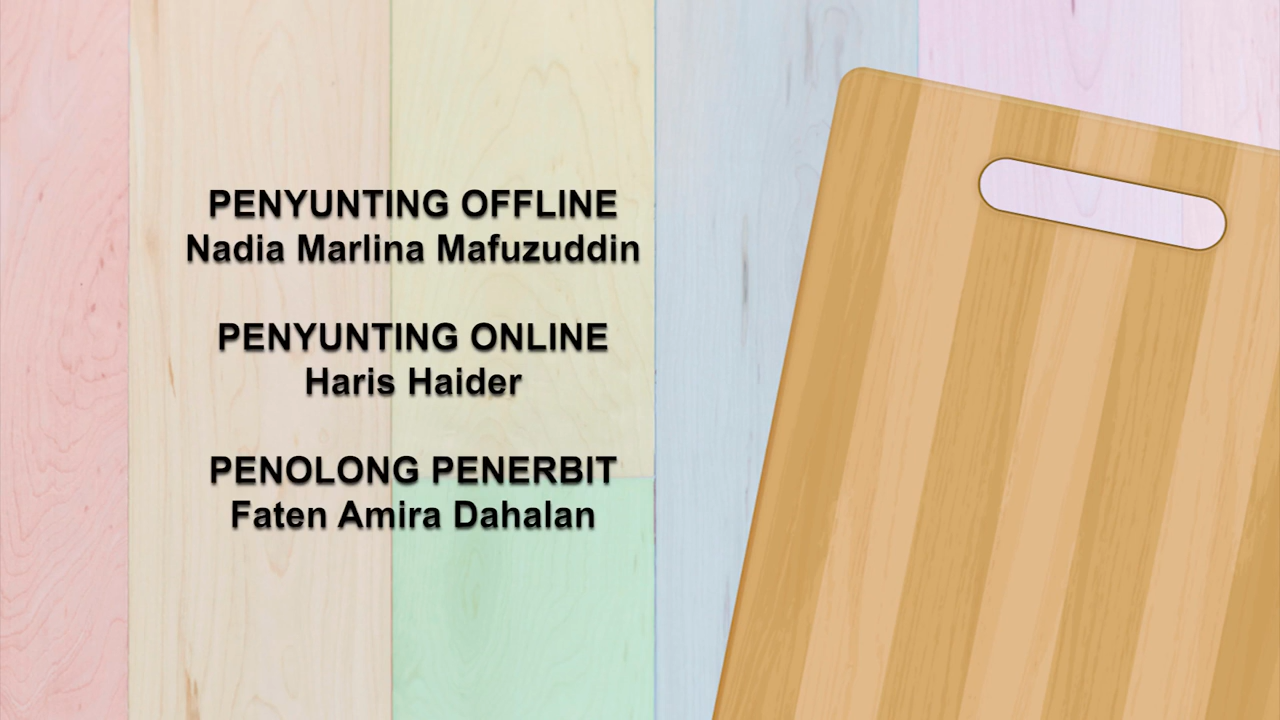 PENYUNTING OFFLINE
Nadia Marlina Mafuzuddin
PENYUNTING ONLINE
Haris Haider
PENOLONG PENERBIT
Faten Amira Dahalan